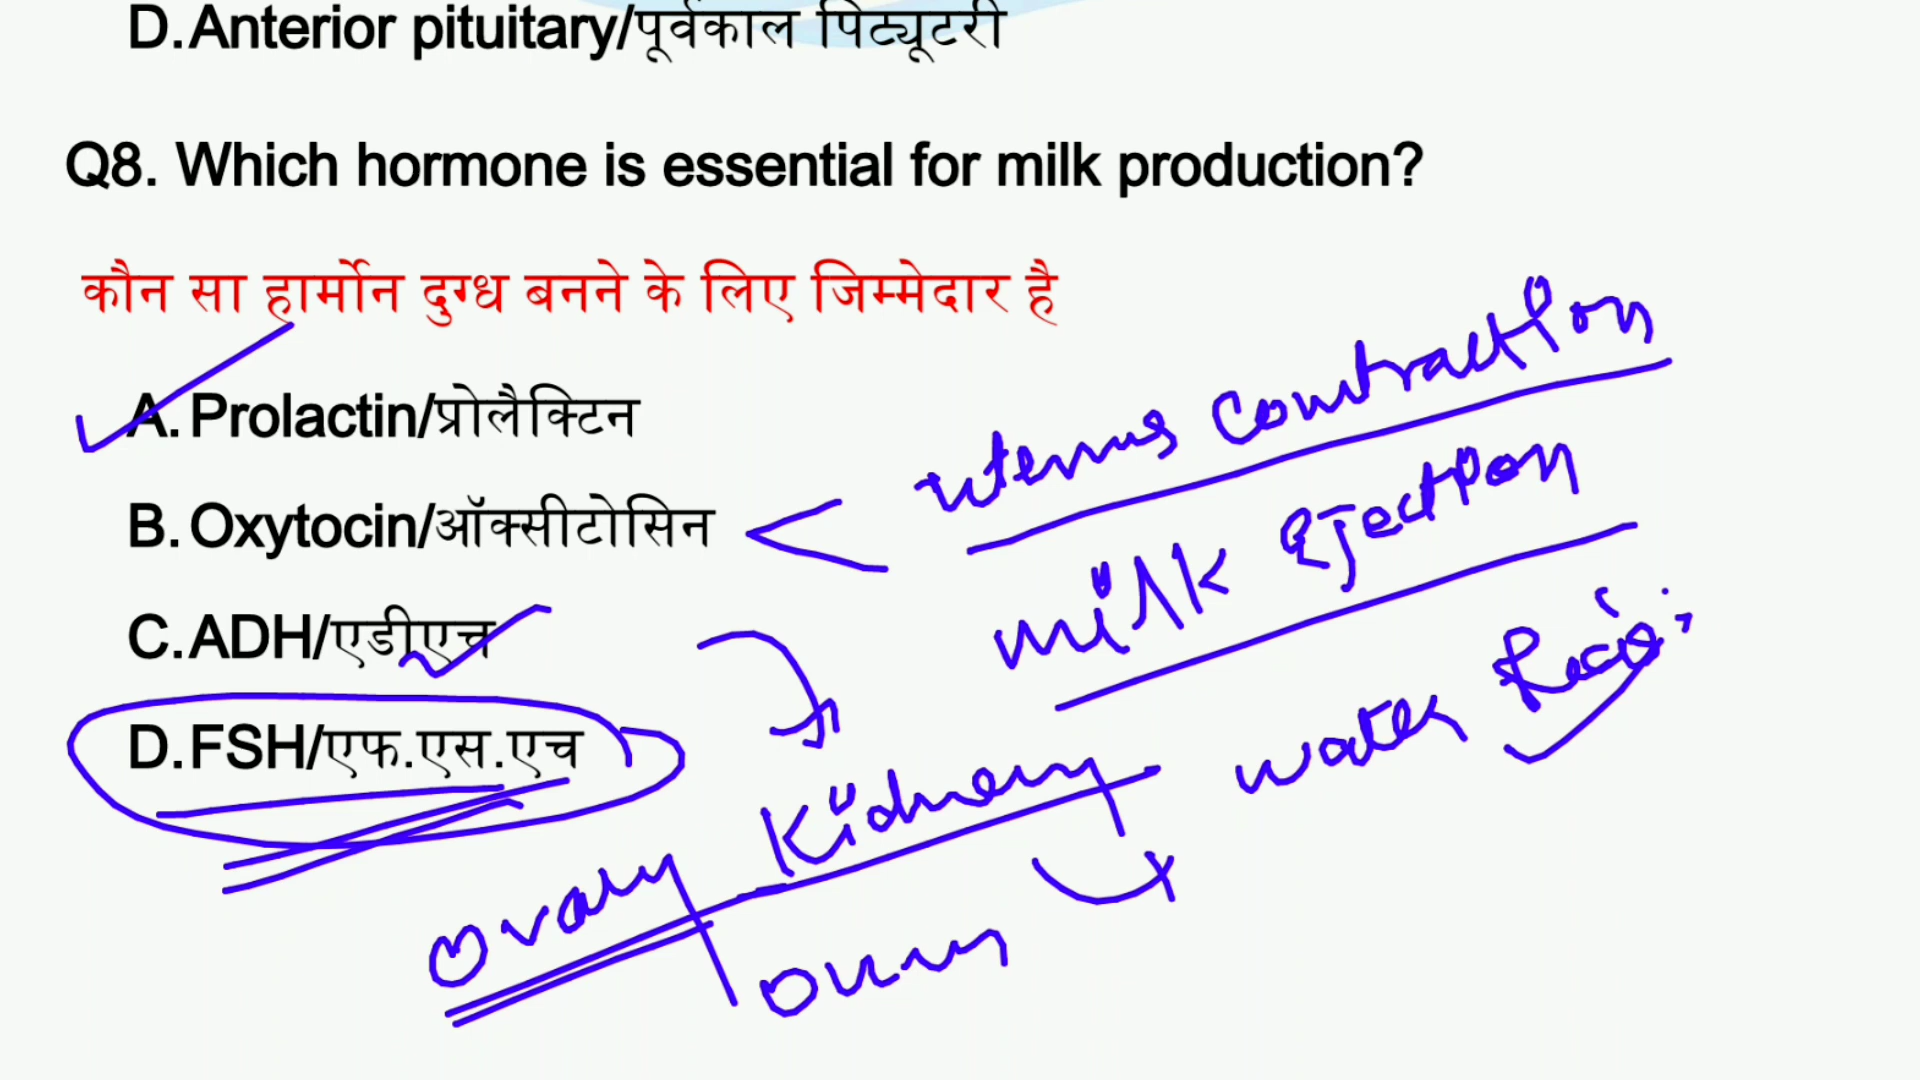 D. Anterior pituitary/पूर्वकाल पिट्यूटरी
Q8. Which hormone is essential for milk production?
कौन सा हार्मोन दुग्ध बनने के लिए जिम्मेदार है
A. Prolactin/प्रोलैक्टिन
B. Oxytocin/ऑक्सीटोसिन
uterus contraction
milk ejection
C. ADH/एडीएच
D. FSH/एफ.एस.एच
Kidney
water
ovary